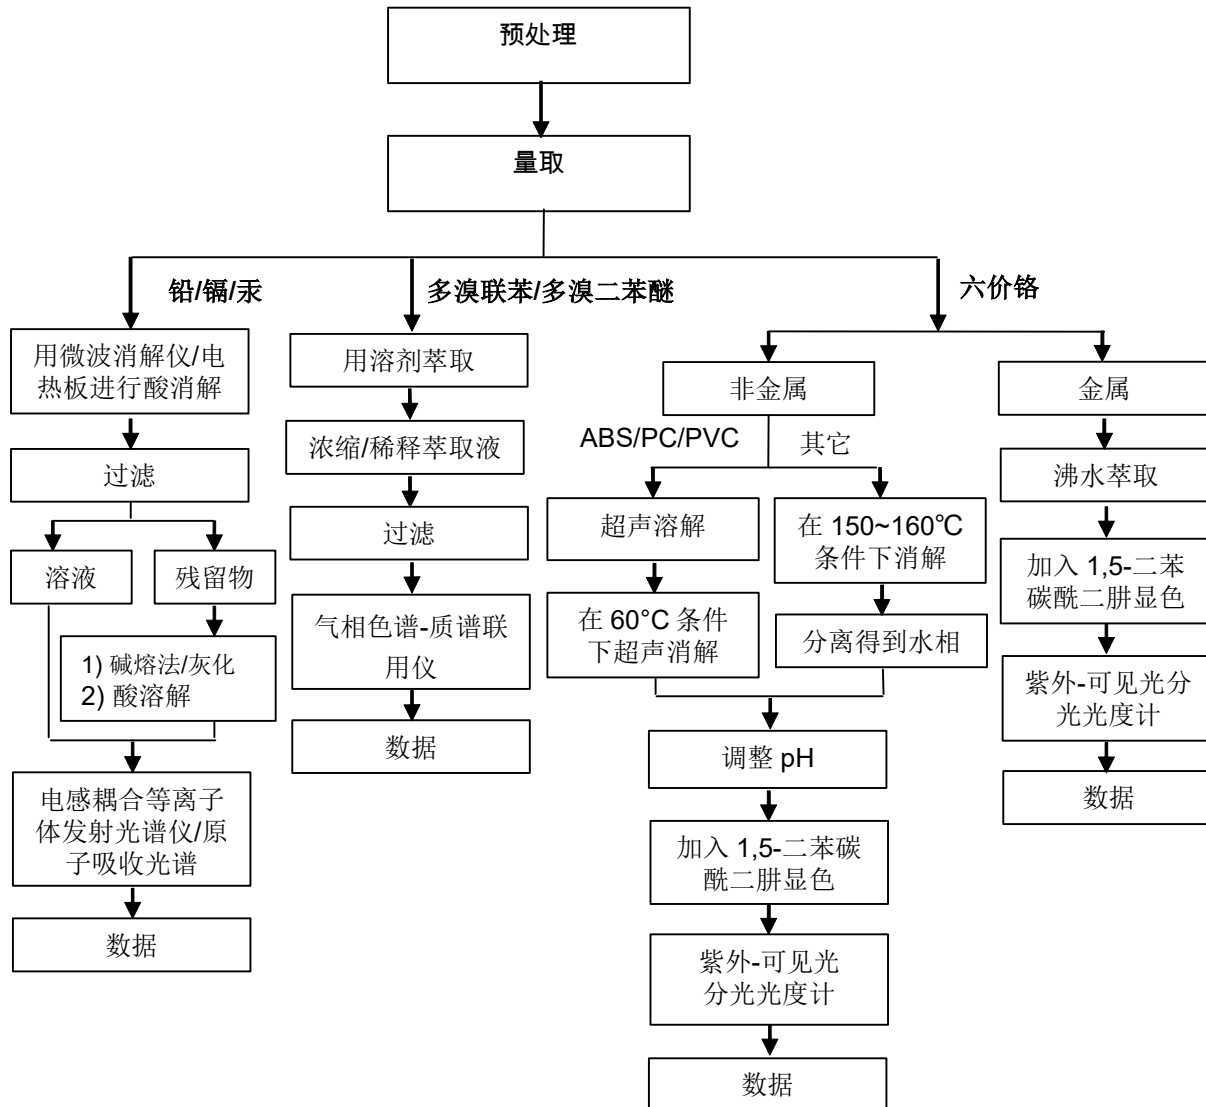 预处理
量取
铅/镉/汞
多溴联苯/多溴二苯醚
六价铬
用微波消解仪/电
热板进行酸消解
过滤
溶液
残留物
1) 碱熔法/灰化
2) 酸溶解
电感耦合等离子
体发射光谱仪/原
子吸收光谱
数据
用溶剂萃取
浓缩/稀释萃取液
过滤
气相色谱-质谱联
用仪
数据
非金属
ABS/PC/PVC
其它
超声溶解
在 60°C 条件
下超声消解
在 150~160℃
条件下消解
分离得到水相
调整 pH
加入 1,5-二苯碳
酰二肼显色
紫外-可见光
分光光度计
数据
金属
沸水萃取
加入 1,5-二苯
碳酰二肼显色
紫外-可见光分
光光度计
数据